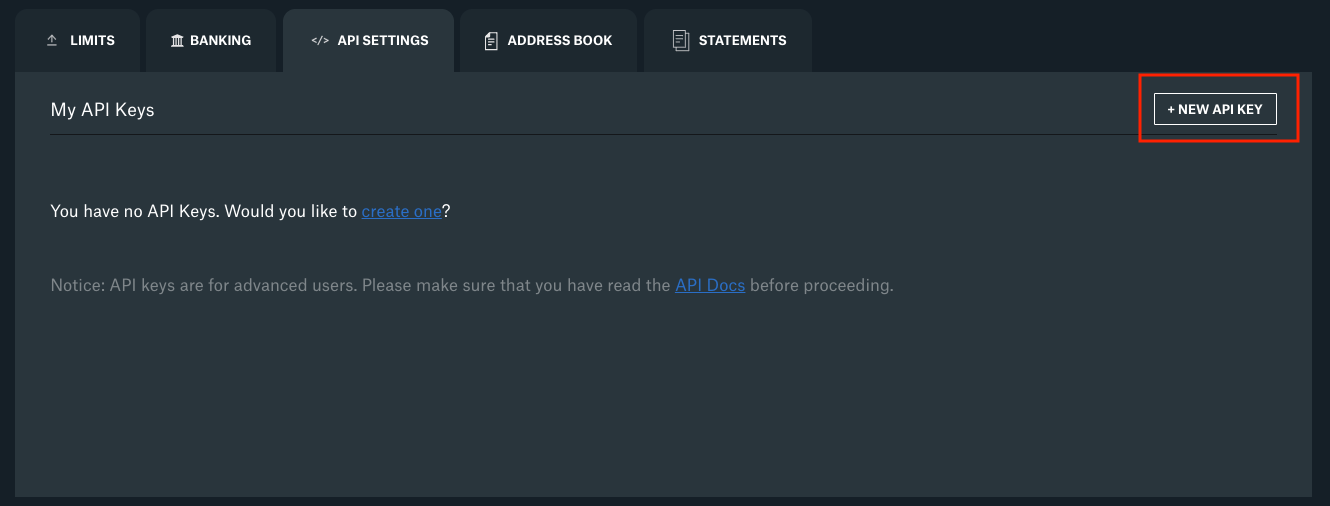 LIMITS
BANKING
</> API SETTINGS
ADDRESS BOOK
STATEMENTS
My API Keys
+ NEW API KEY
You have no API Keys. Would you like to create one?
Notice: API keys are for advanced users. Please make sure that you have read the API Docs before proceeding.